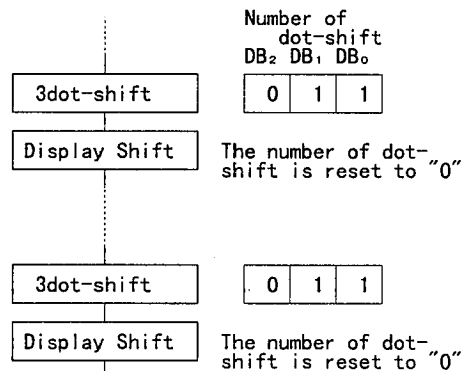 Number of
dot-shift
DB₂ DB₁ DB₀
3dot-shift 0 1 1
Display Shift The number of dot-
shift is reset to "0"
3dot-shift 0 1 1
Display Shift The number of dot-
shift is reset to "0"